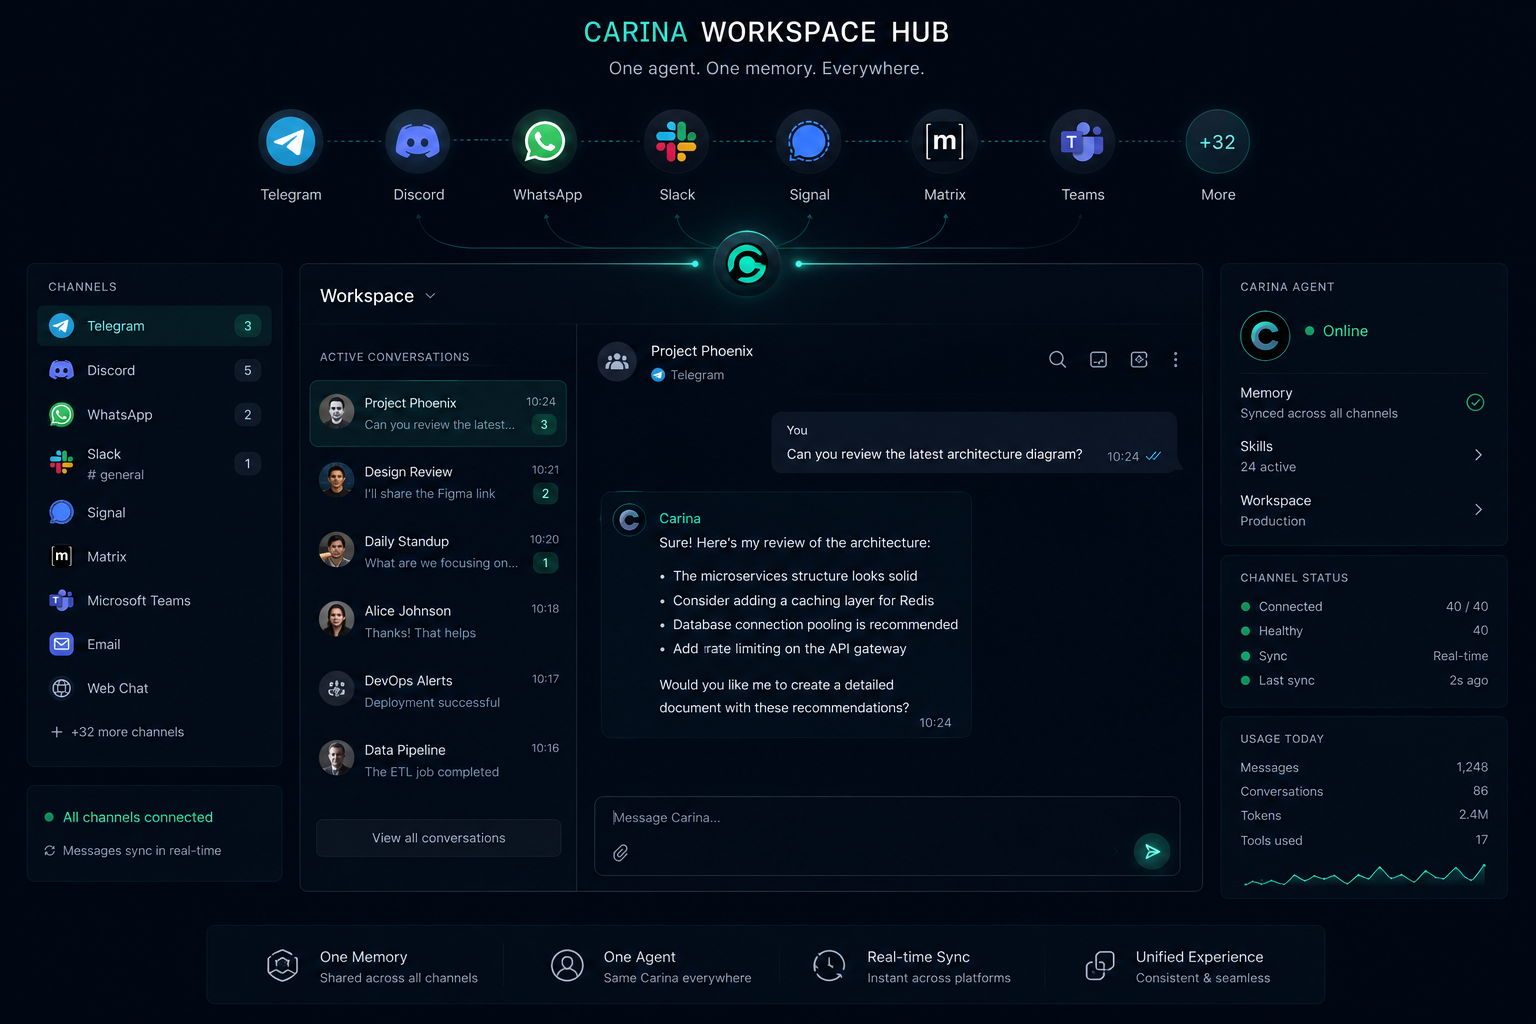 CARINA WORKSPACE HUB
One agent. One memory. Everywhere.
Telegram
Discord
WhatsApp
Slack
Signal
[m]
Matrix
T
Teams
+32
More
CHANNELS
Telegram 3
Discord 5
WhatsApp 2
Slack 1
# general
Signal
[m] Matrix
T Microsoft Teams
Email
Web Chat
+32 more channels
All channels connected
Messages sync in real-time
Workspace
ACTIVE CONVERSATIONS
Project Phoenix 10:24
Can you review the latest... 3
Design Review 10:21
I'll share the Figma link 2
Daily Standup 10:20
What are we focusing on... 1
Alice Johnson 10:18
Thanks! That helps
DevOps Alerts 10:17
Deployment successful
Data Pipeline 10:16
The ETL job completed
View all conversations
Project Phoenix
Telegram
You
Can you review the latest architecture diagram? 10:24
Carina
Sure! Here's my review of the architecture:
• The microservices structure looks solid
• Consider adding a caching layer for Redis
• Database connection pooling is recommended
• Add rate limiting on the API gateway
Would you like me to create a detailed
document with these recommendations?
10:24
Message Carina...
CARINA AGENT
Online
Memory
Synced across all channels
Skills
24 active
Workspace
Production
CHANNEL STATUS
Connected 40 / 40
Healthy 40
Sync Real-time
Last sync 2s ago
USAGE TODAY
Messages 1,248
Conversations 86
Tokens 2.4M
Tools used 17
One Memory
Shared across all channels
One Agent
Same Carina everywhere
Real-time Sync
Instant across platforms
Unified Experience
Consistent & seamless